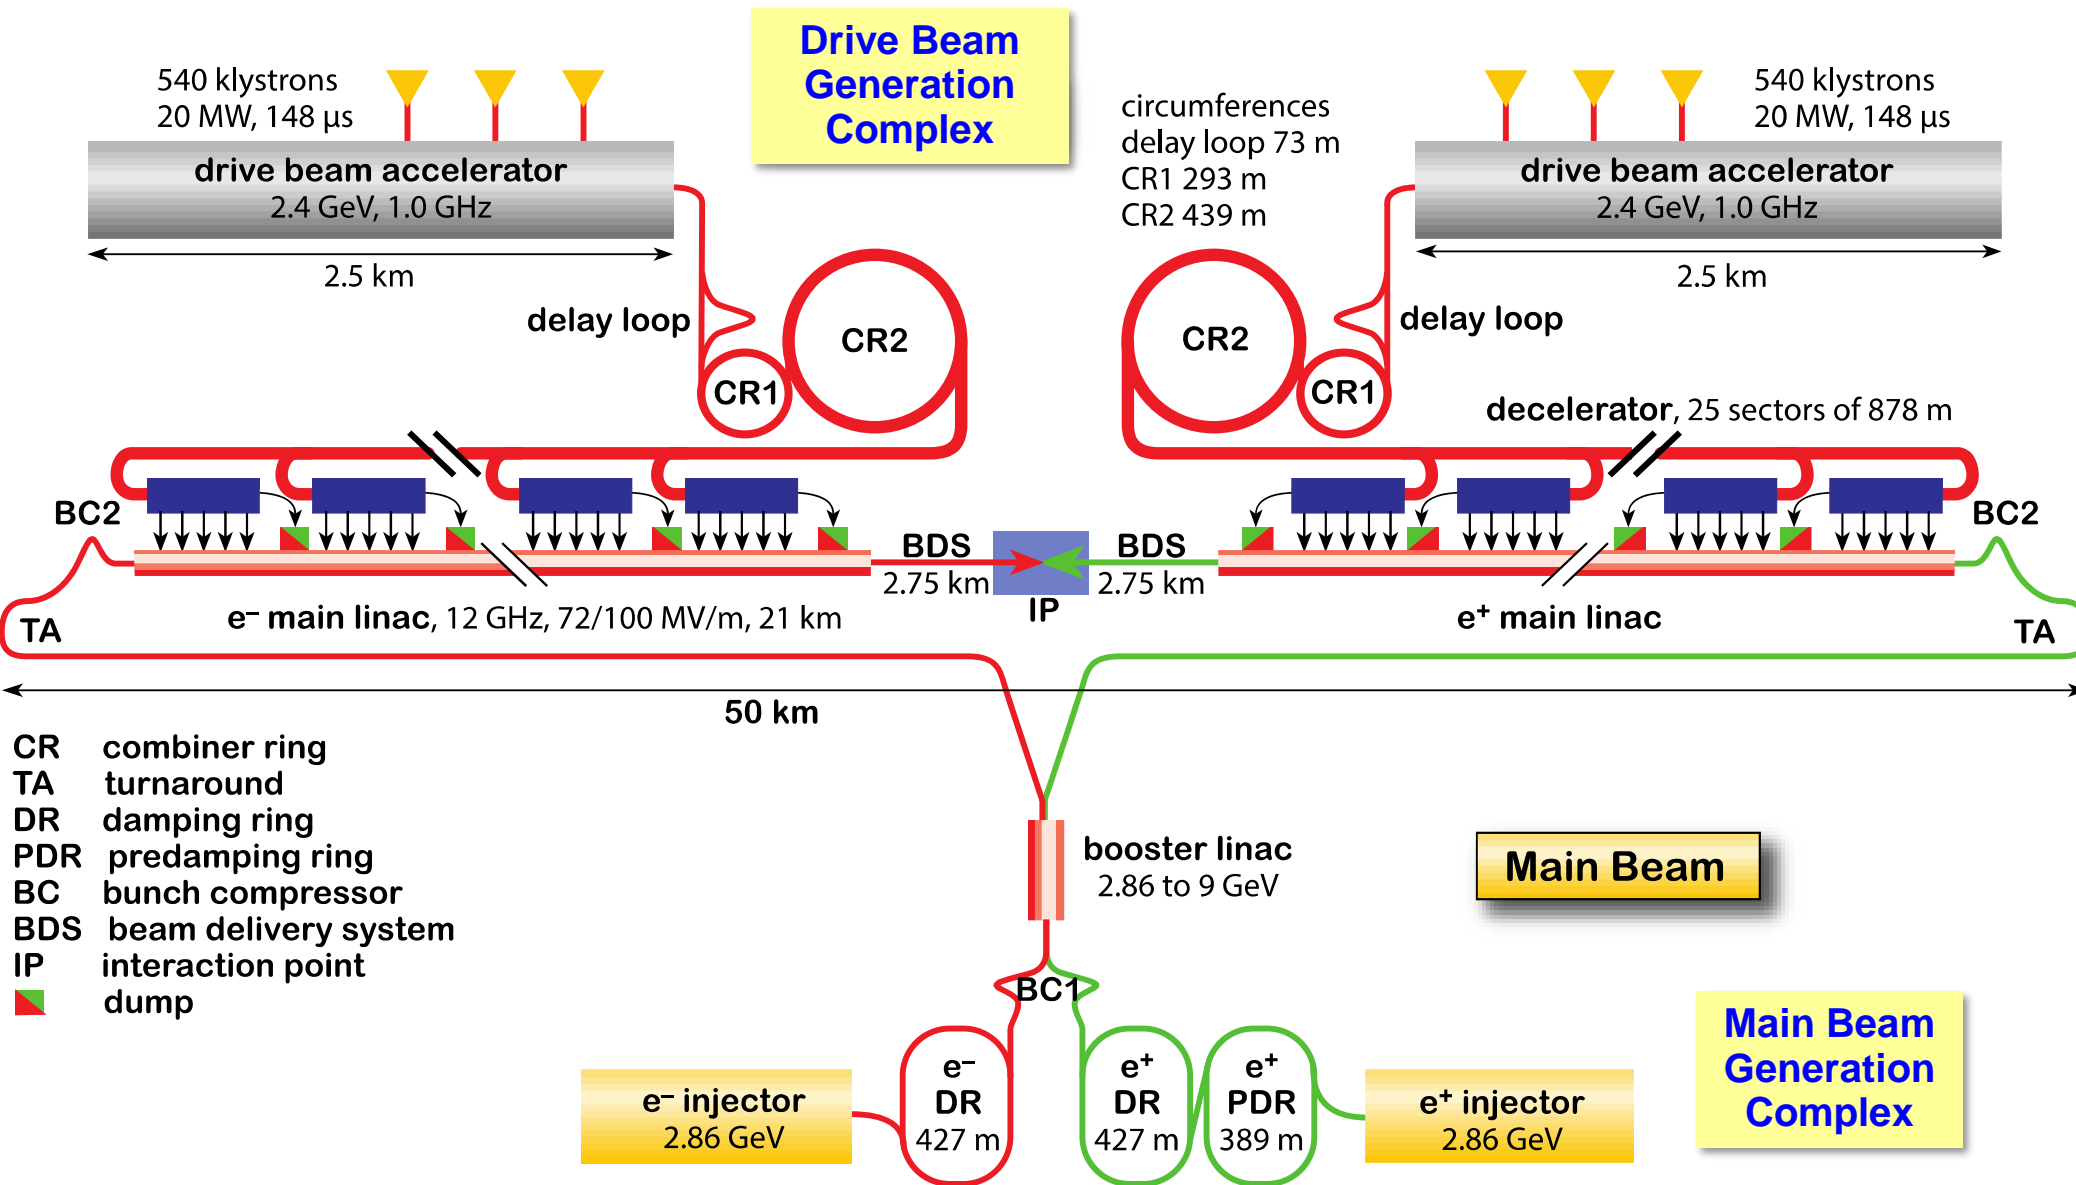 Drive Beam
Generation
Complex
540 klystrons
20 MW, 148 µs
drive beam accelerator
2.4 GeV, 1.0 GHz
2.5 km
delay loop
CR1
CR2
circumferences
delay loop 73 m
CR1 293 m
CR2 439 m
540 klystrons
20 MW, 148 µs
drive beam accelerator
2.4 GeV, 1.0 GHz
2.5 km
CR2
CR1
delay loop
decelerator, 25 sectors of 878 m
BC2
BDS
2.75 km
IP
BDS
2.75 km
BC2
TA
e– main linac, 12 GHz, 72/100 MV/m, 21 km
e+ main linac
TA
50 km
CR combiner ring
TA turnaround
DR damping ring
PDR predamping ring
BC bunch compressor
BDS beam delivery system
IP interaction point
dump
booster linac
2.86 to 9 GeV
Main Beam
BC1
e– injector
2.86 GeV
e–
DR
427 m
e+
DR
427 m
e+
PDR
389 m
e+ injector
2.86 GeV
Main Beam
Generation
Complex